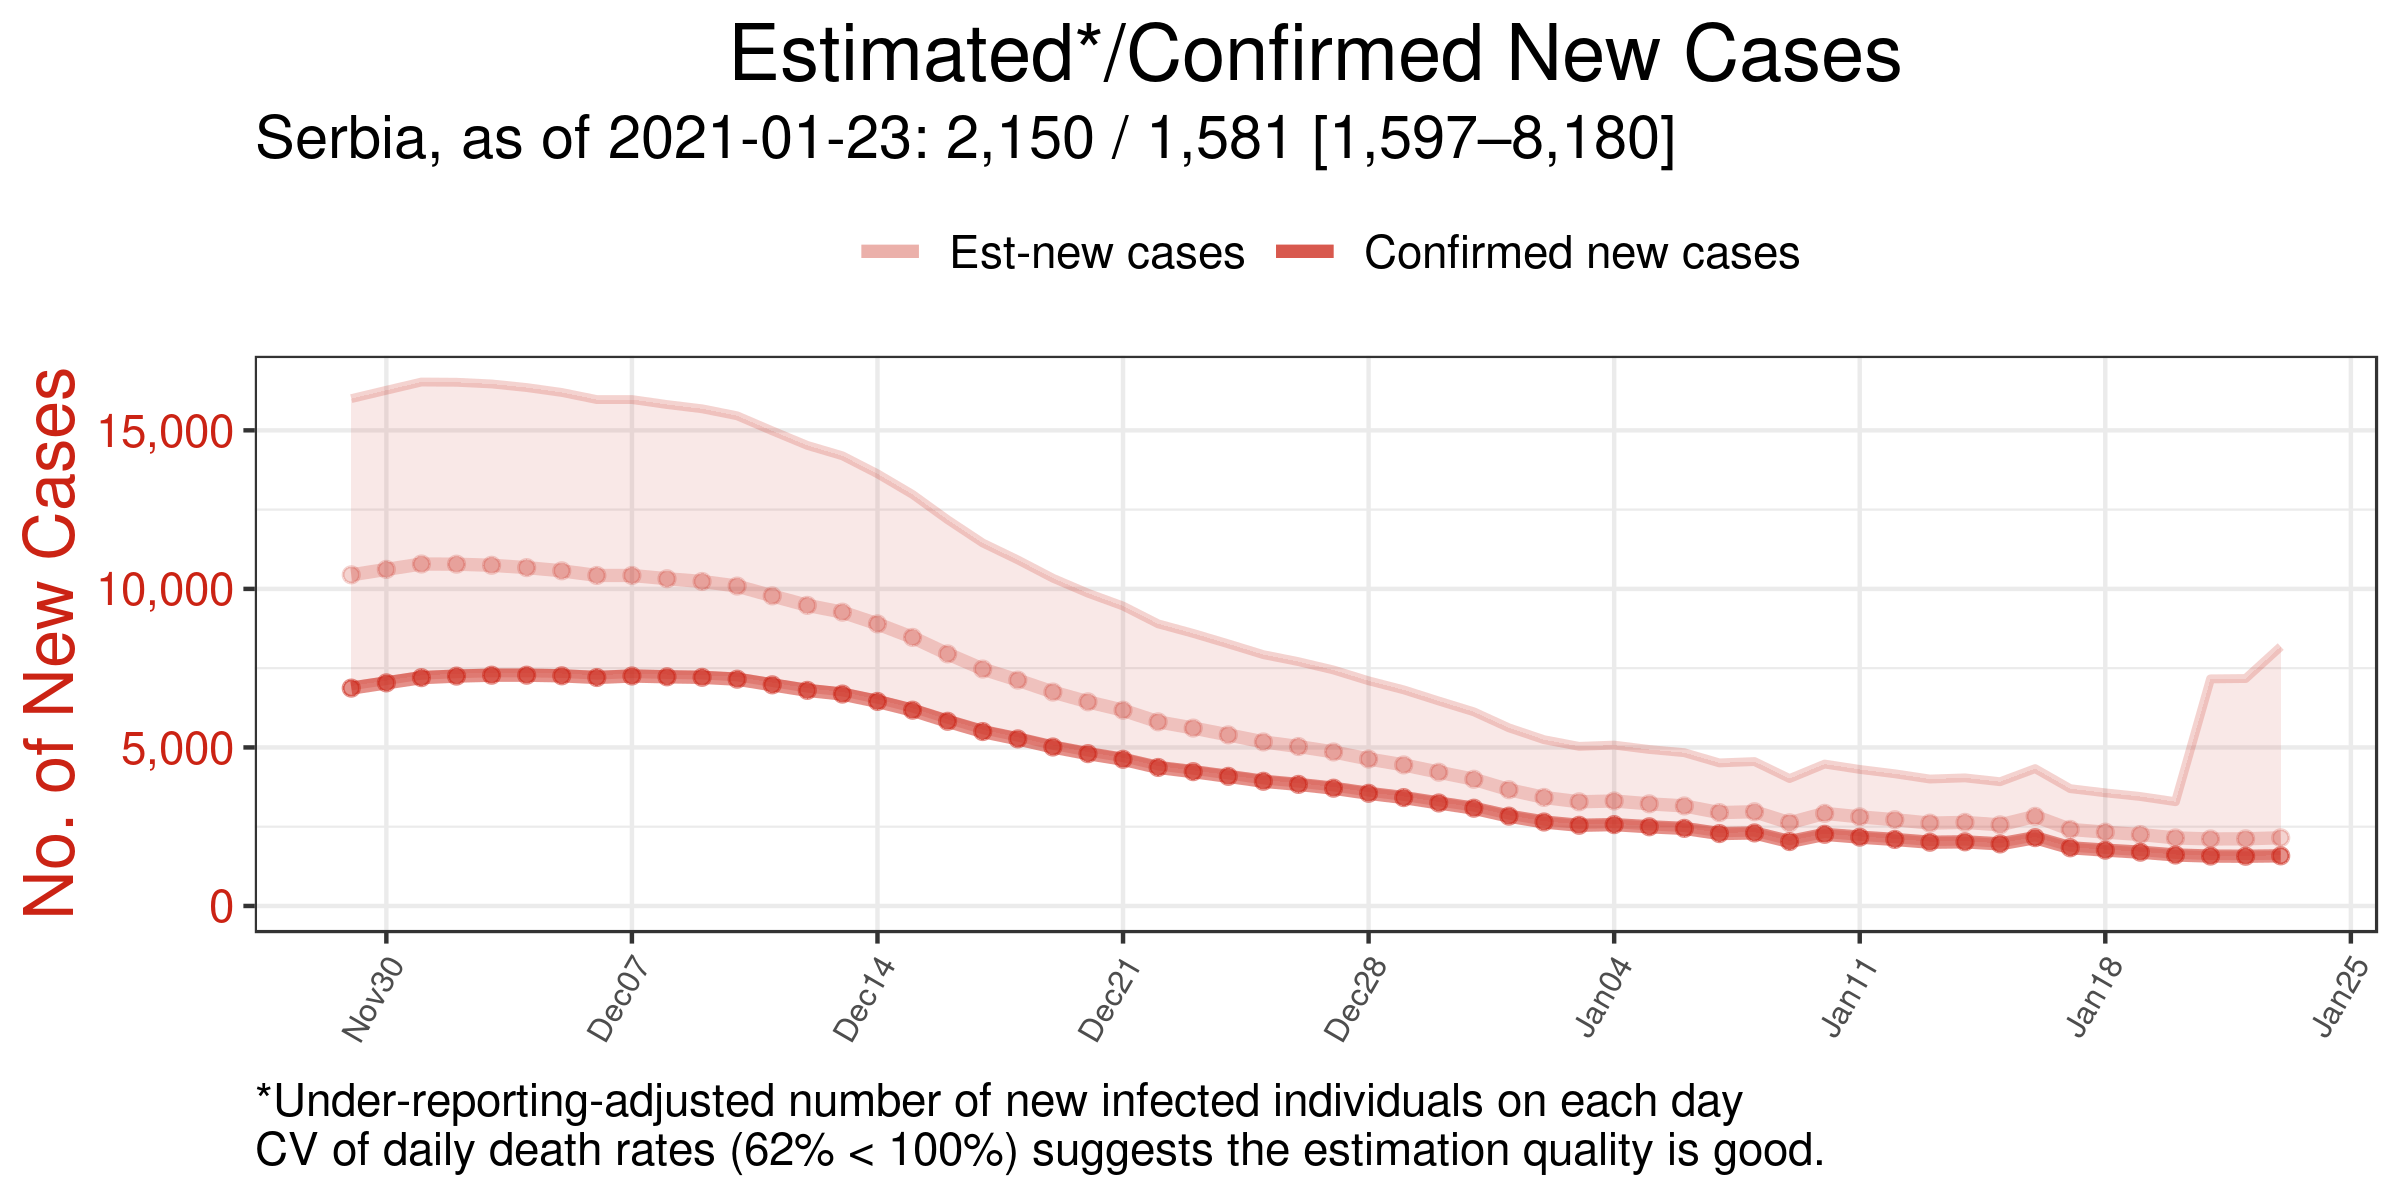 Estimated*/Confirmed New Cases
Serbia, as of 2021-01-23: 2,150 / 1,581 [1,597–8,180]
Est-new cases Confirmed new cases
No. of New Cases
15,000
10,000
5,000
0
Nov30 Dec07 Dec14 Dec21 Dec28 Jan04 Jan11 Jan18 Jan25
*Under-reporting-adjusted number of new infected individuals on each day
CV of daily death rates (62% < 100%) suggests the estimation quality is good.